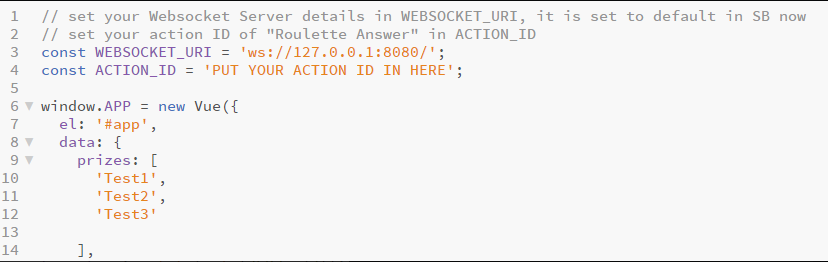 1 // set your Websocket Server details in WEBSOCKET_URI, it is set to default in SB now
2 // set your action ID of "Roulette Answer" in ACTION_ID
3 const WEBSOCKET_URI = 'ws://127.0.0.1:8080/';
4 const ACTION_ID = 'PUT YOUR ACTION ID IN HERE';
5
6 window.APP = new Vue({
7   el: '#app',
8   data: {
9     prizes: [
10       'Test1',
11       'Test2',
12       'Test3'
13
14     ],